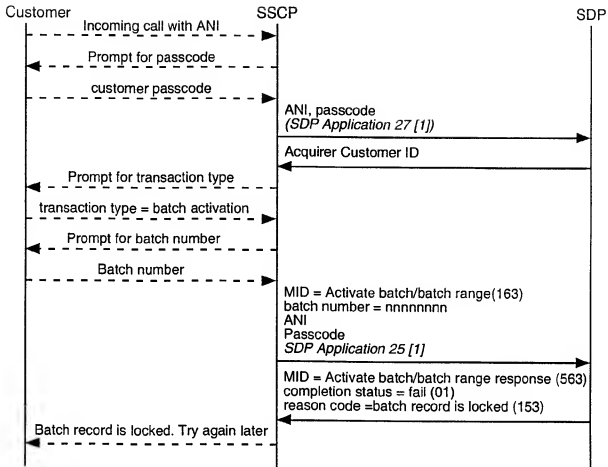 Customer SSCP SDP
Incoming call with ANI
Prompt for passcode
customer passcode
ANI, passcode
(SDP Application 27 [1])
Acquirer Customer ID
Prompt for transaction type
transaction type = batch activation
Prompt for batch number
Batch number
MID = Activate batch/batch range(163)
batch number = nnnnnnnn
ANI
Passcode
SDP Application 25 [1]
MID = Activate batch/batch range response (563)
completion status = fail (01)
reason code =batch record is locked (153)
Batch record is locked. Try again later